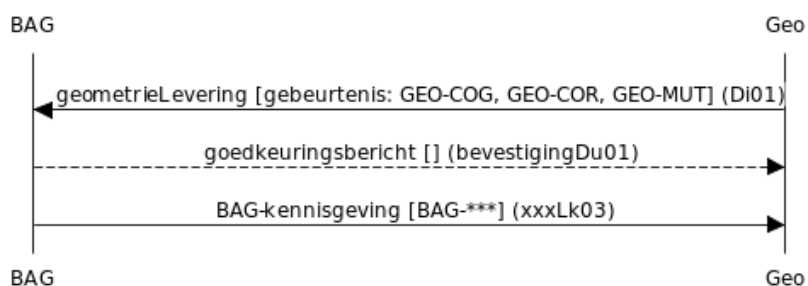 BAG Geo
geometrieLevering [gebeurtenis: GEO-COG, GEO-COR, GEO-MUT] (Di01)
goedkeuringsbericht [] (bevestigingDu01)
BAG-kennisgeving [BAG-***] (xxxLk03)
BAG Geo